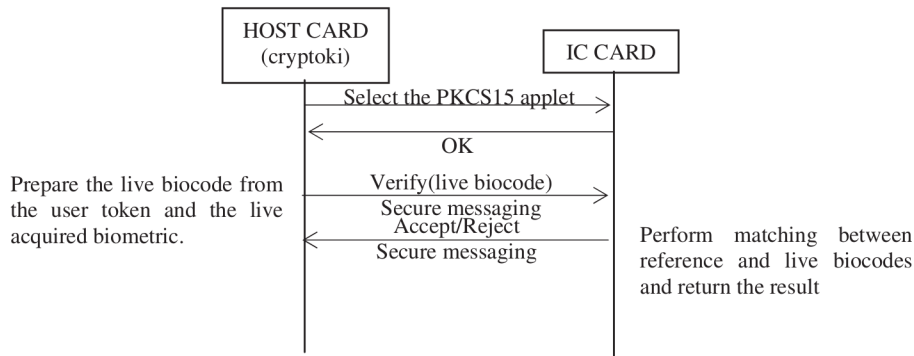 HOST CARD
(cryptoki)
IC CARD
Select the PKCS15 applet
OK
Prepare the live biocode from
the user token and the live
acquired biometric.
Verify(live biocode)
Secure messaging
Accept/Reject
Secure messaging
Perform matching between
reference and live biocodes
and return the result